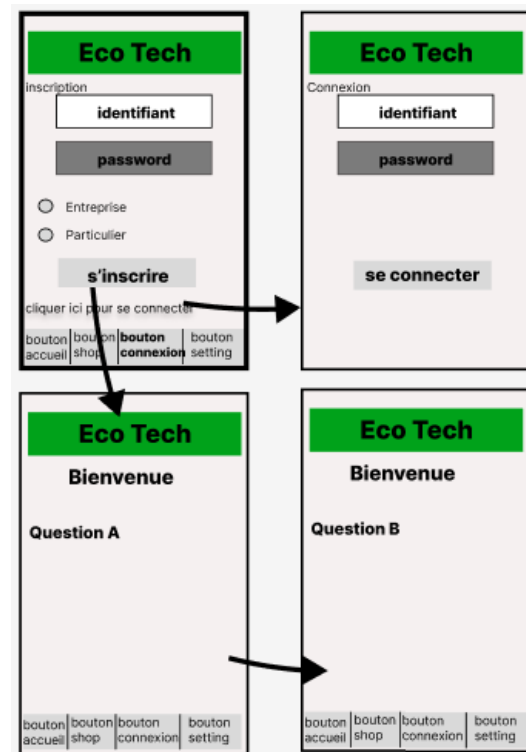 Eco Tech
inscription
identifiant
password
Entreprise
Particulier
s'inscrire
cliquer ici pour se connecter
bouton accueil
bouton shop
bouton connexion
bouton setting
Eco Tech
Connexion
identifiant
password
se connecter
Eco Tech
Bienvenue
Question A
bouton accueil
bouton shop
bouton connexion
bouton setting
Eco Tech
Bienvenue
Question B
bouton accueil
bouton shop
bouton connexion
bouton setting